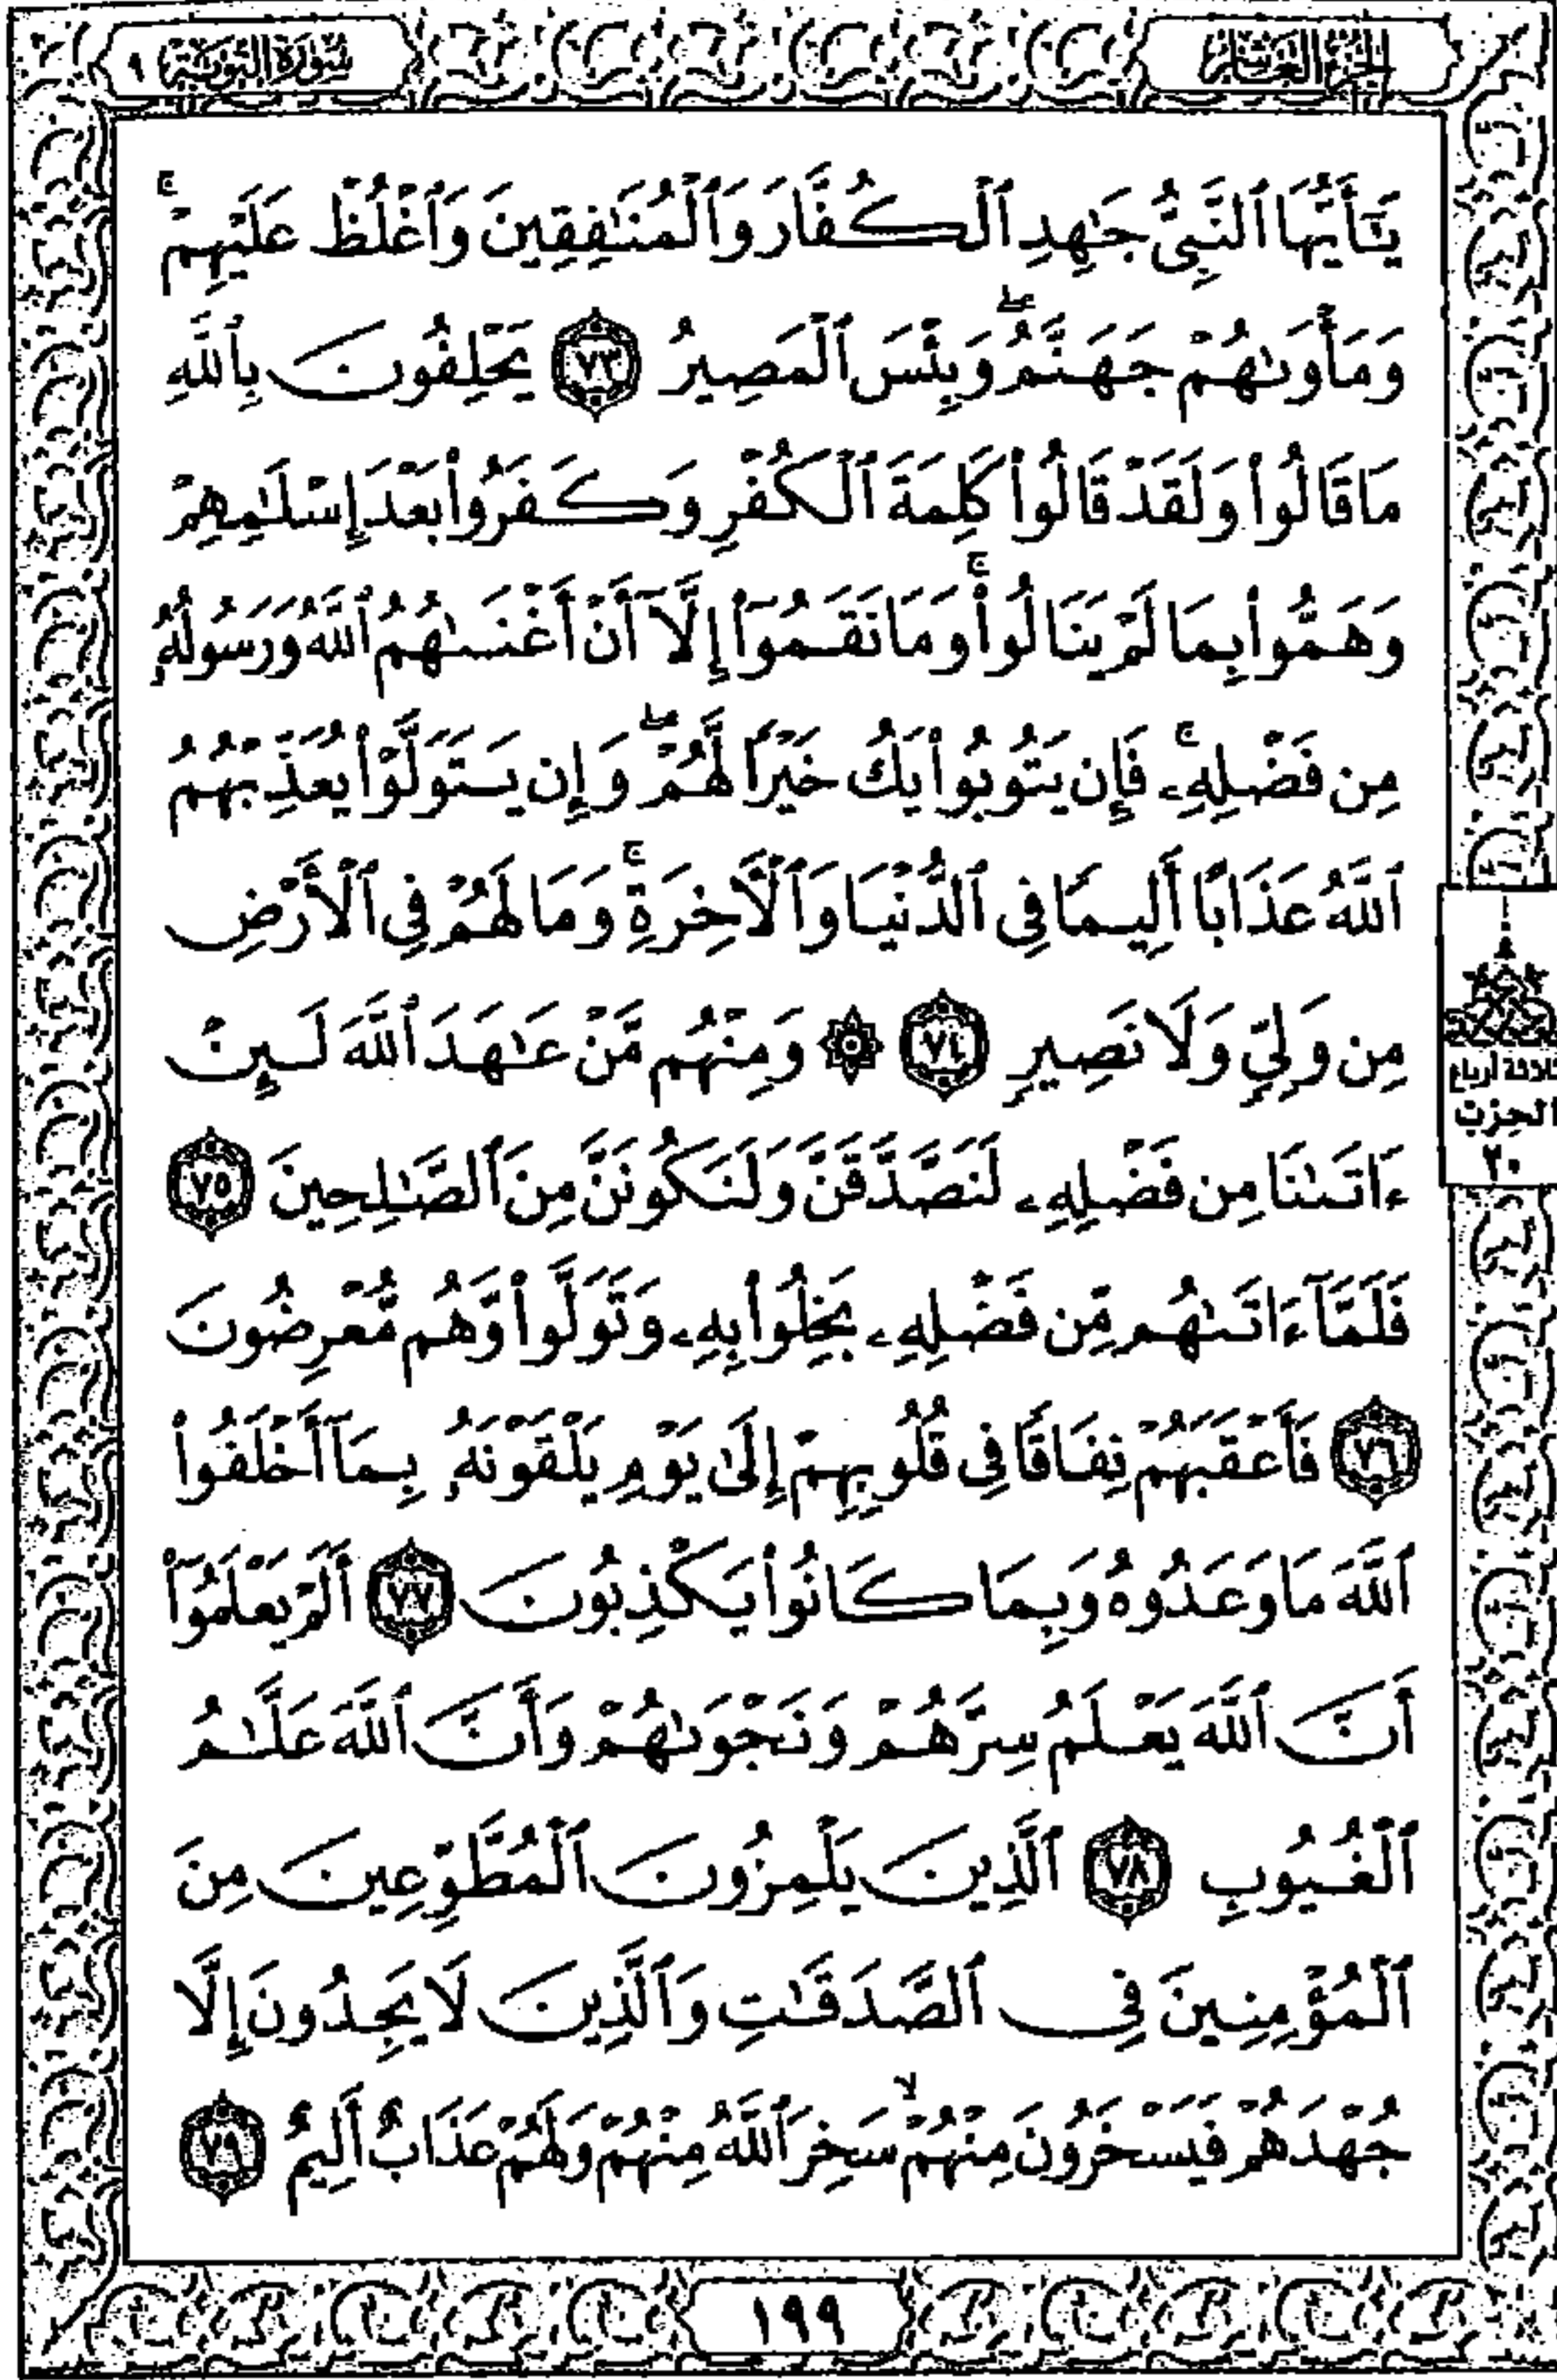 الجزء العاشر
سورة التوبة ٩
يَٰٓأَيُّهَا ٱلنَّبِىُّ جَٰهِدِ ٱلْكُفَّارَ وَٱلْمُنَٰفِقِينَ وَٱغْلُظْ عَلَيْهِمْ ۚ
وَمَأْوَىٰهُمْ جَهَنَّمُ ۖ وَبِئْسَ ٱلْمَصِيرُ ٧٣ يَحْلِفُونَ بِٱللَّهِ
مَا قَالُوا۟ وَلَقَدْ قَالُوا۟ كَلِمَةَ ٱلْكُفْرِ وَكَفَرُوا۟ بَعْدَ إِسْلَٰمِهِمْ
وَهَمُّوا۟ بِمَا لَمْ يَنَالُوا۟ ۚ وَمَا نَقَمُوٓا۟ إِلَّآ أَنْ أَغْنَىٰهُمُ ٱللَّهُ وَرَسُولُهُۥ
مِن فَضْلِهِۦ ۚ فَإِن يَتُوبُوا۟ يَكُ خَيْرًا لَّهُمْ ۖ وَإِن يَتَوَلَّوْا۟ يُعَذِّبْهُمُ
ٱللَّهُ عَذَابًا أَلِيمًا فِى ٱلدُّنْيَا وَٱلْءَاخِرَةِ ۚ وَمَا لَهُمْ فِى ٱلْأَرْضِ
مِن وَلِىٍّ وَلَا نَصِيرٍ ٧٤ ۞ وَمِنْهُم مَّنْ عَٰهَدَ ٱللَّهَ لَئِنْ
ءَاتَىٰنَا مِن فَضْلِهِۦ لَنَصَّدَّقَنَّ وَلَنَكُونَنَّ مِنَ ٱلصَّٰلِحِينَ ٧٥
فَلَمَّآ ءَاتَىٰهُم مِّن فَضْلِهِۦ بَخِلُوا۟ بِهِۦ وَتَوَلَّوا۟ وَّهُم مُّعْرِضُونَ
٧٦ فَأَعْقَبَهُمْ نِفَاقًا فِى قُلُوبِهِمْ إِلَىٰ يَوْمِ يَلْقَوْنَهُۥ بِمَآ أَخْلَفُوا۟
ٱللَّهَ مَا وَعَدُوهُ وَبِمَا كَانُوا۟ يَكْذِبُونَ ٧٧ أَلَمْ يَعْلَمُوٓا۟
أَنَّ ٱللَّهَ يَعْلَمُ سِرَّهُمْ وَنَجْوَىٰهُمْ وَأَنَّ ٱللَّهَ عَلَّٰمُ
ٱلْغُيُوبِ ٧٨ ٱلَّذِينَ يَلْمِزُونَ ٱلْمُطَّوِّعِينَ مِنَ
ٱلْمُؤْمِنِينَ فِى ٱلصَّدَقَٰتِ وَٱلَّذِينَ لَا يَجِدُونَ إِلَّا
جُهْدَهُمْ فَيَسْخَرُونَ مِنْهُمْ ۙ سَخِرَ ٱللَّهُ مِنْهُمْ وَلَهُمْ عَذَابٌ أَلِيمٌ ٧٩
ثلاثة أرباع
الحزب
٢٠
١٩٩